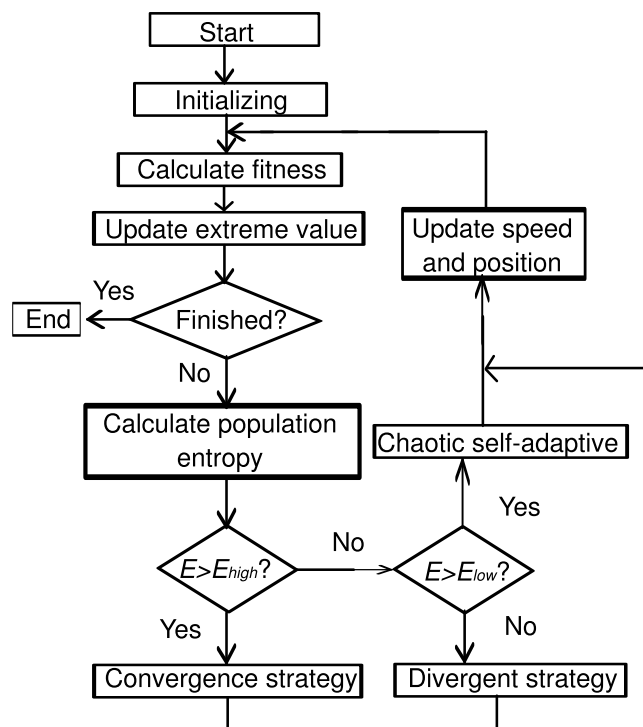 Start
Initializing
Calculate fitness
Update extreme value
Update speed
and position
Yes
End
Finished?
No
Calculate population
entropy
Chaotic self-adaptive
Yes
No
E>Ehigh?
E>Elow?
Yes
No
Convergence strategy
Divergent strategy